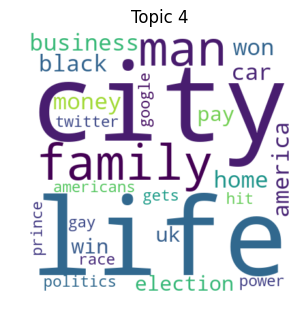 Topic 4
business
man
won
black
car
city
money
google
twitter
pay
america
family
americans
home
gets
hit
life
prince
gay
uk
win
race
election
politics
power